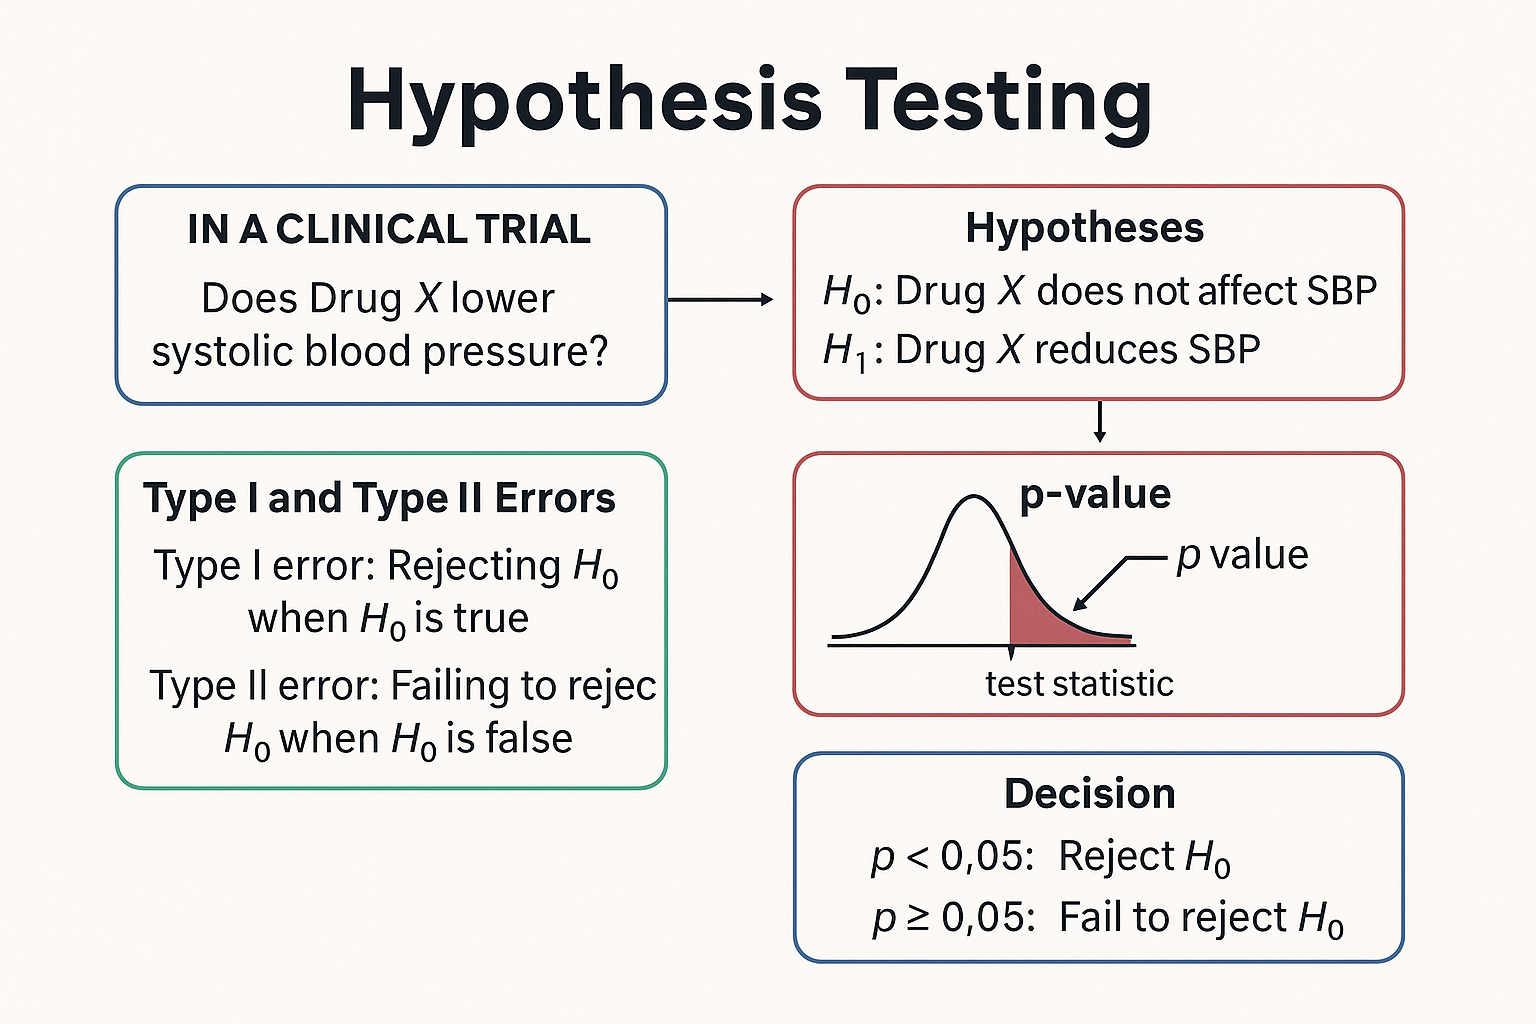 Hypothesis Testing
IN A CLINICAL TRIAL
Does Drug X lower
systolic blood pressure?
Hypotheses
H₀: Drug X does not affect SBP
H₁: Drug X reduces SBP
Type I and Type II Errors
Type I error: Rejecting H₀
when H₀ is true
Type II error: Failing to rejec
H₀ when H₀ is false
p-value
p value
test statistic
Decision
p < 0,05: Reject H₀
p ≥ 0,05: Fail to reject H₀